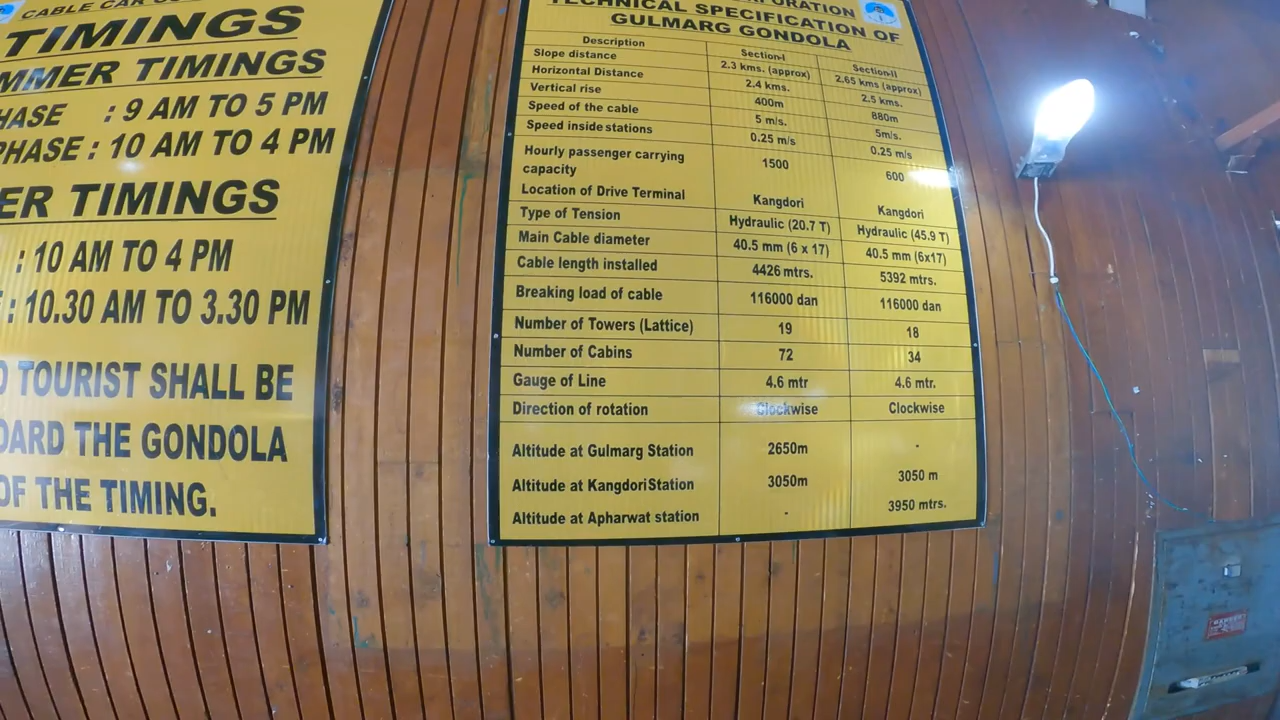 CABLE CAR
TIMINGS
MMER TIMINGS
HASE : 9 AM TO 5 PM
PHASE : 10 AM TO 4 PM
ER TIMINGS
: 10 AM TO 4 PM
: 10.30 AM TO 3.30 PM
TOURIST SHALL BE
OARD THE GONDOLA
OF THE TIMING.
TECHNICAL SPECIFICATION OF
GULMARG GONDOLA
Description Section-I Section-II
Slope distance 2.3 kms. (approx) 2.65 kms (approx)
Horizontal Distance 2.4 kms. 2.5 kms.
Vertical rise 400m 880m
Speed of the cable 5 m/s. 5m/s.
Speed inside stations 0.25 m/s 0.25 m/s
Hourly passenger carrying
capacity 1500 600
Location of Drive Terminal Kangdori Kangdori
Type of Tension Hydraulic (20.7 T) Hydraulic (45.9 T)
Main Cable diameter 40.5 mm (6 x 17) 40.5 mm (6x17)
Cable length installed 4426 mtrs. 5392 mtrs.
Breaking load of cable 116000 dan 116000 dan
Number of Towers (Lattice) 19 18
Number of Cabins 72 34
Gauge of Line 4.6 mtr 4.6 mtr.
Direction of rotation Clockwise Clockwise
Altitude at Gulmarg Station 2650m -
Altitude at Kangdori Station 3050m 3050 m
Altitude at Apharwat station - 3950 mtrs.
DANGER